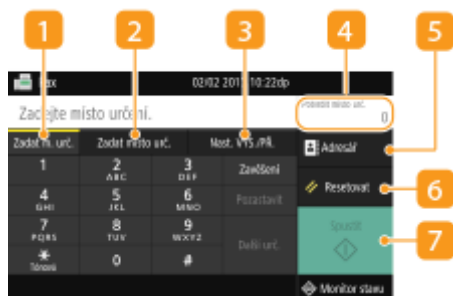 1 2 3 4 5
Fax 02/02 10:22dp
Zadejte místo určení.
0
Zadat m. urč. Zadat místo urč. Nast. VYS./PŘ. Adresář
1 2 3 Zavěšení
ABC DEF
4 5 6 Pozastavit Resetovat 6
GHI JKL MNO
7 8 9 Spustit 7
PQRS TUV WXYZ Další urč.
* 0 #
Tónová
Monitor stavu